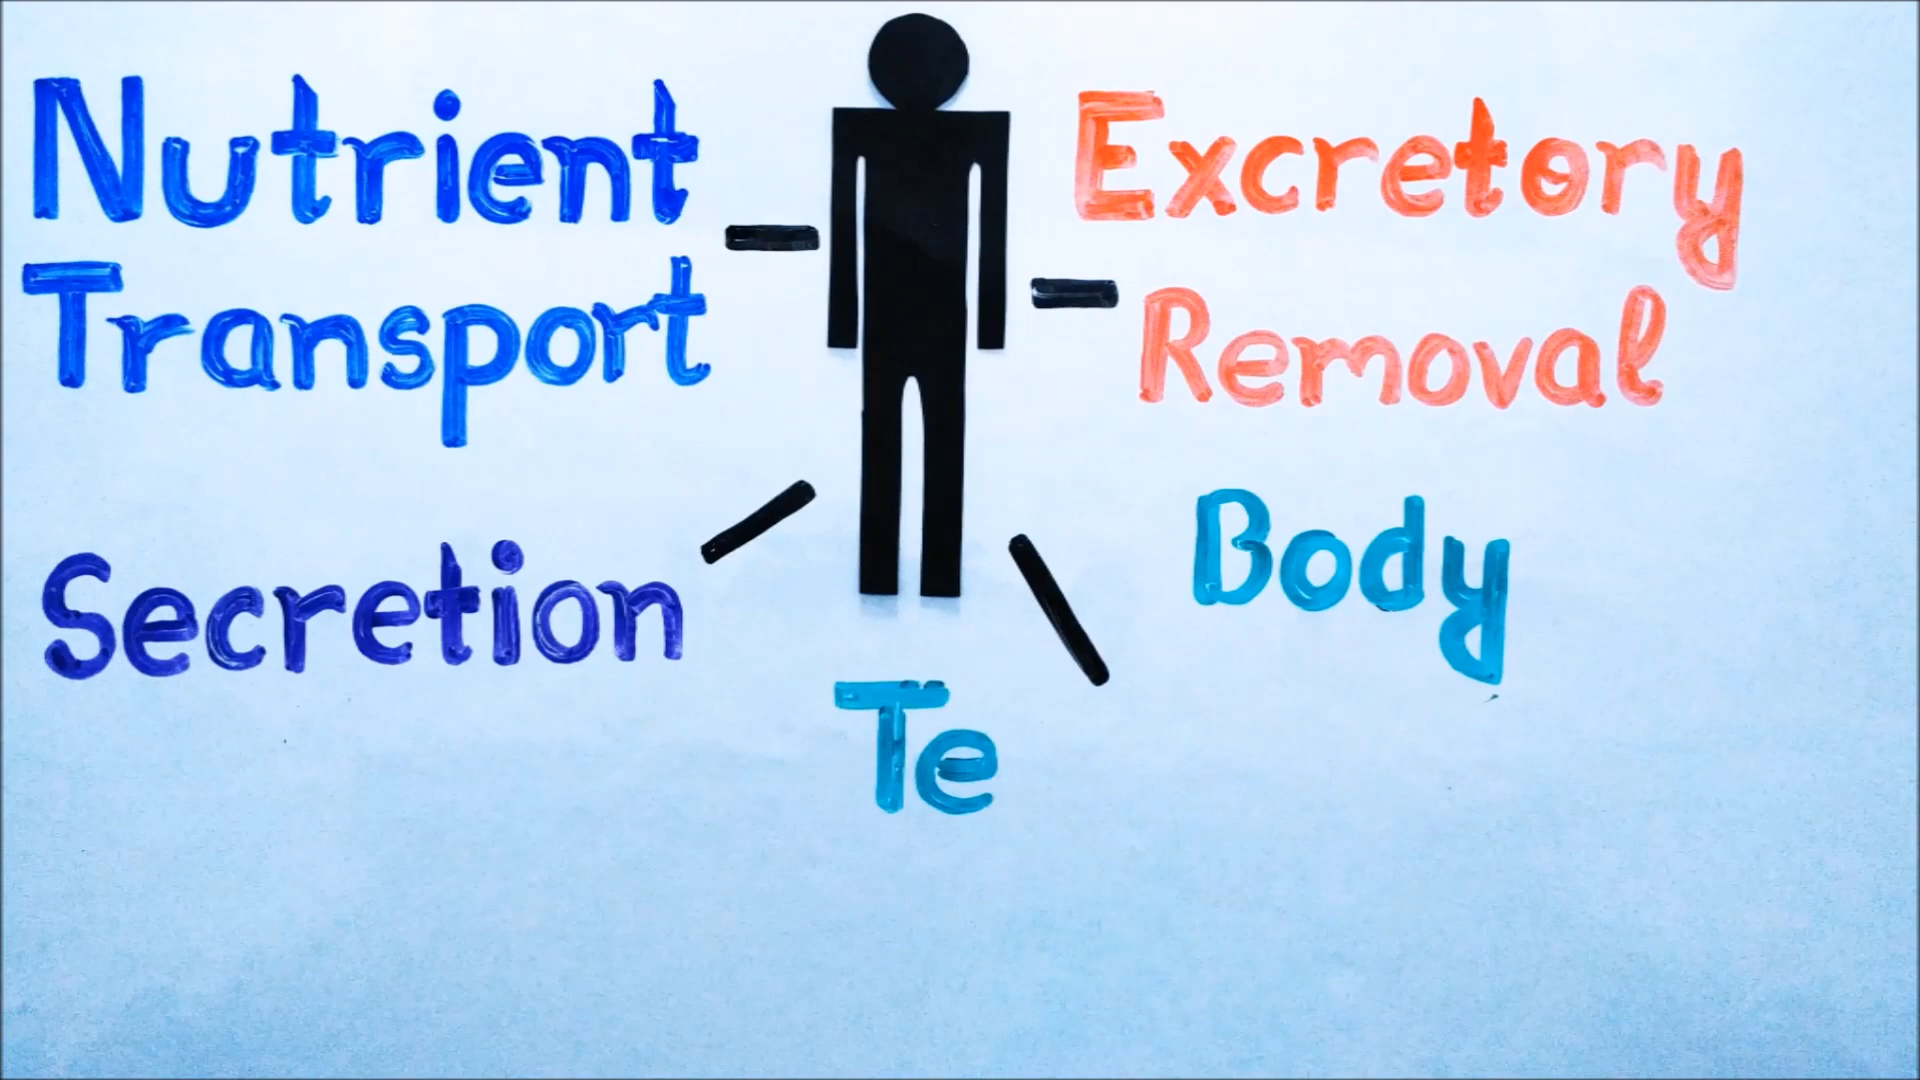 Nutrient
Transport
Excretory
Removal
Secretion
Body
Te